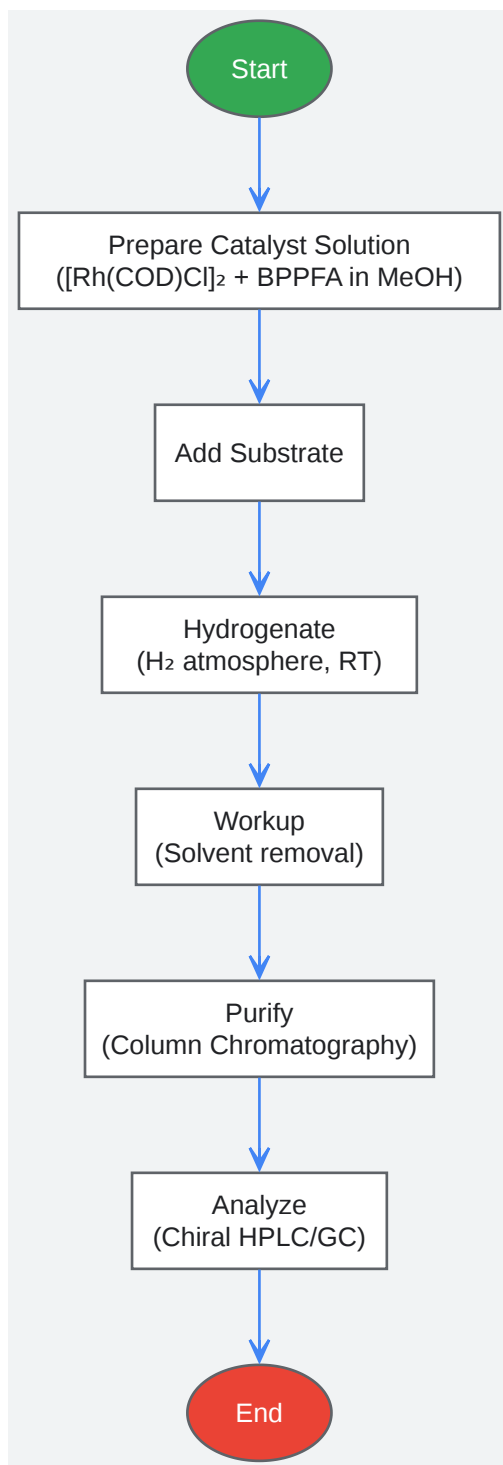 Start
Prepare Catalyst Solution
([Rh(COD)Cl]₂ + BPPFA in MeOH)
Add Substrate
Hydrogenate
(H₂ atmosphere, RT)
Workup
(Solvent removal)
Purify
(Column Chromatography)
Analyze
(Chiral HPLC/GC)
End